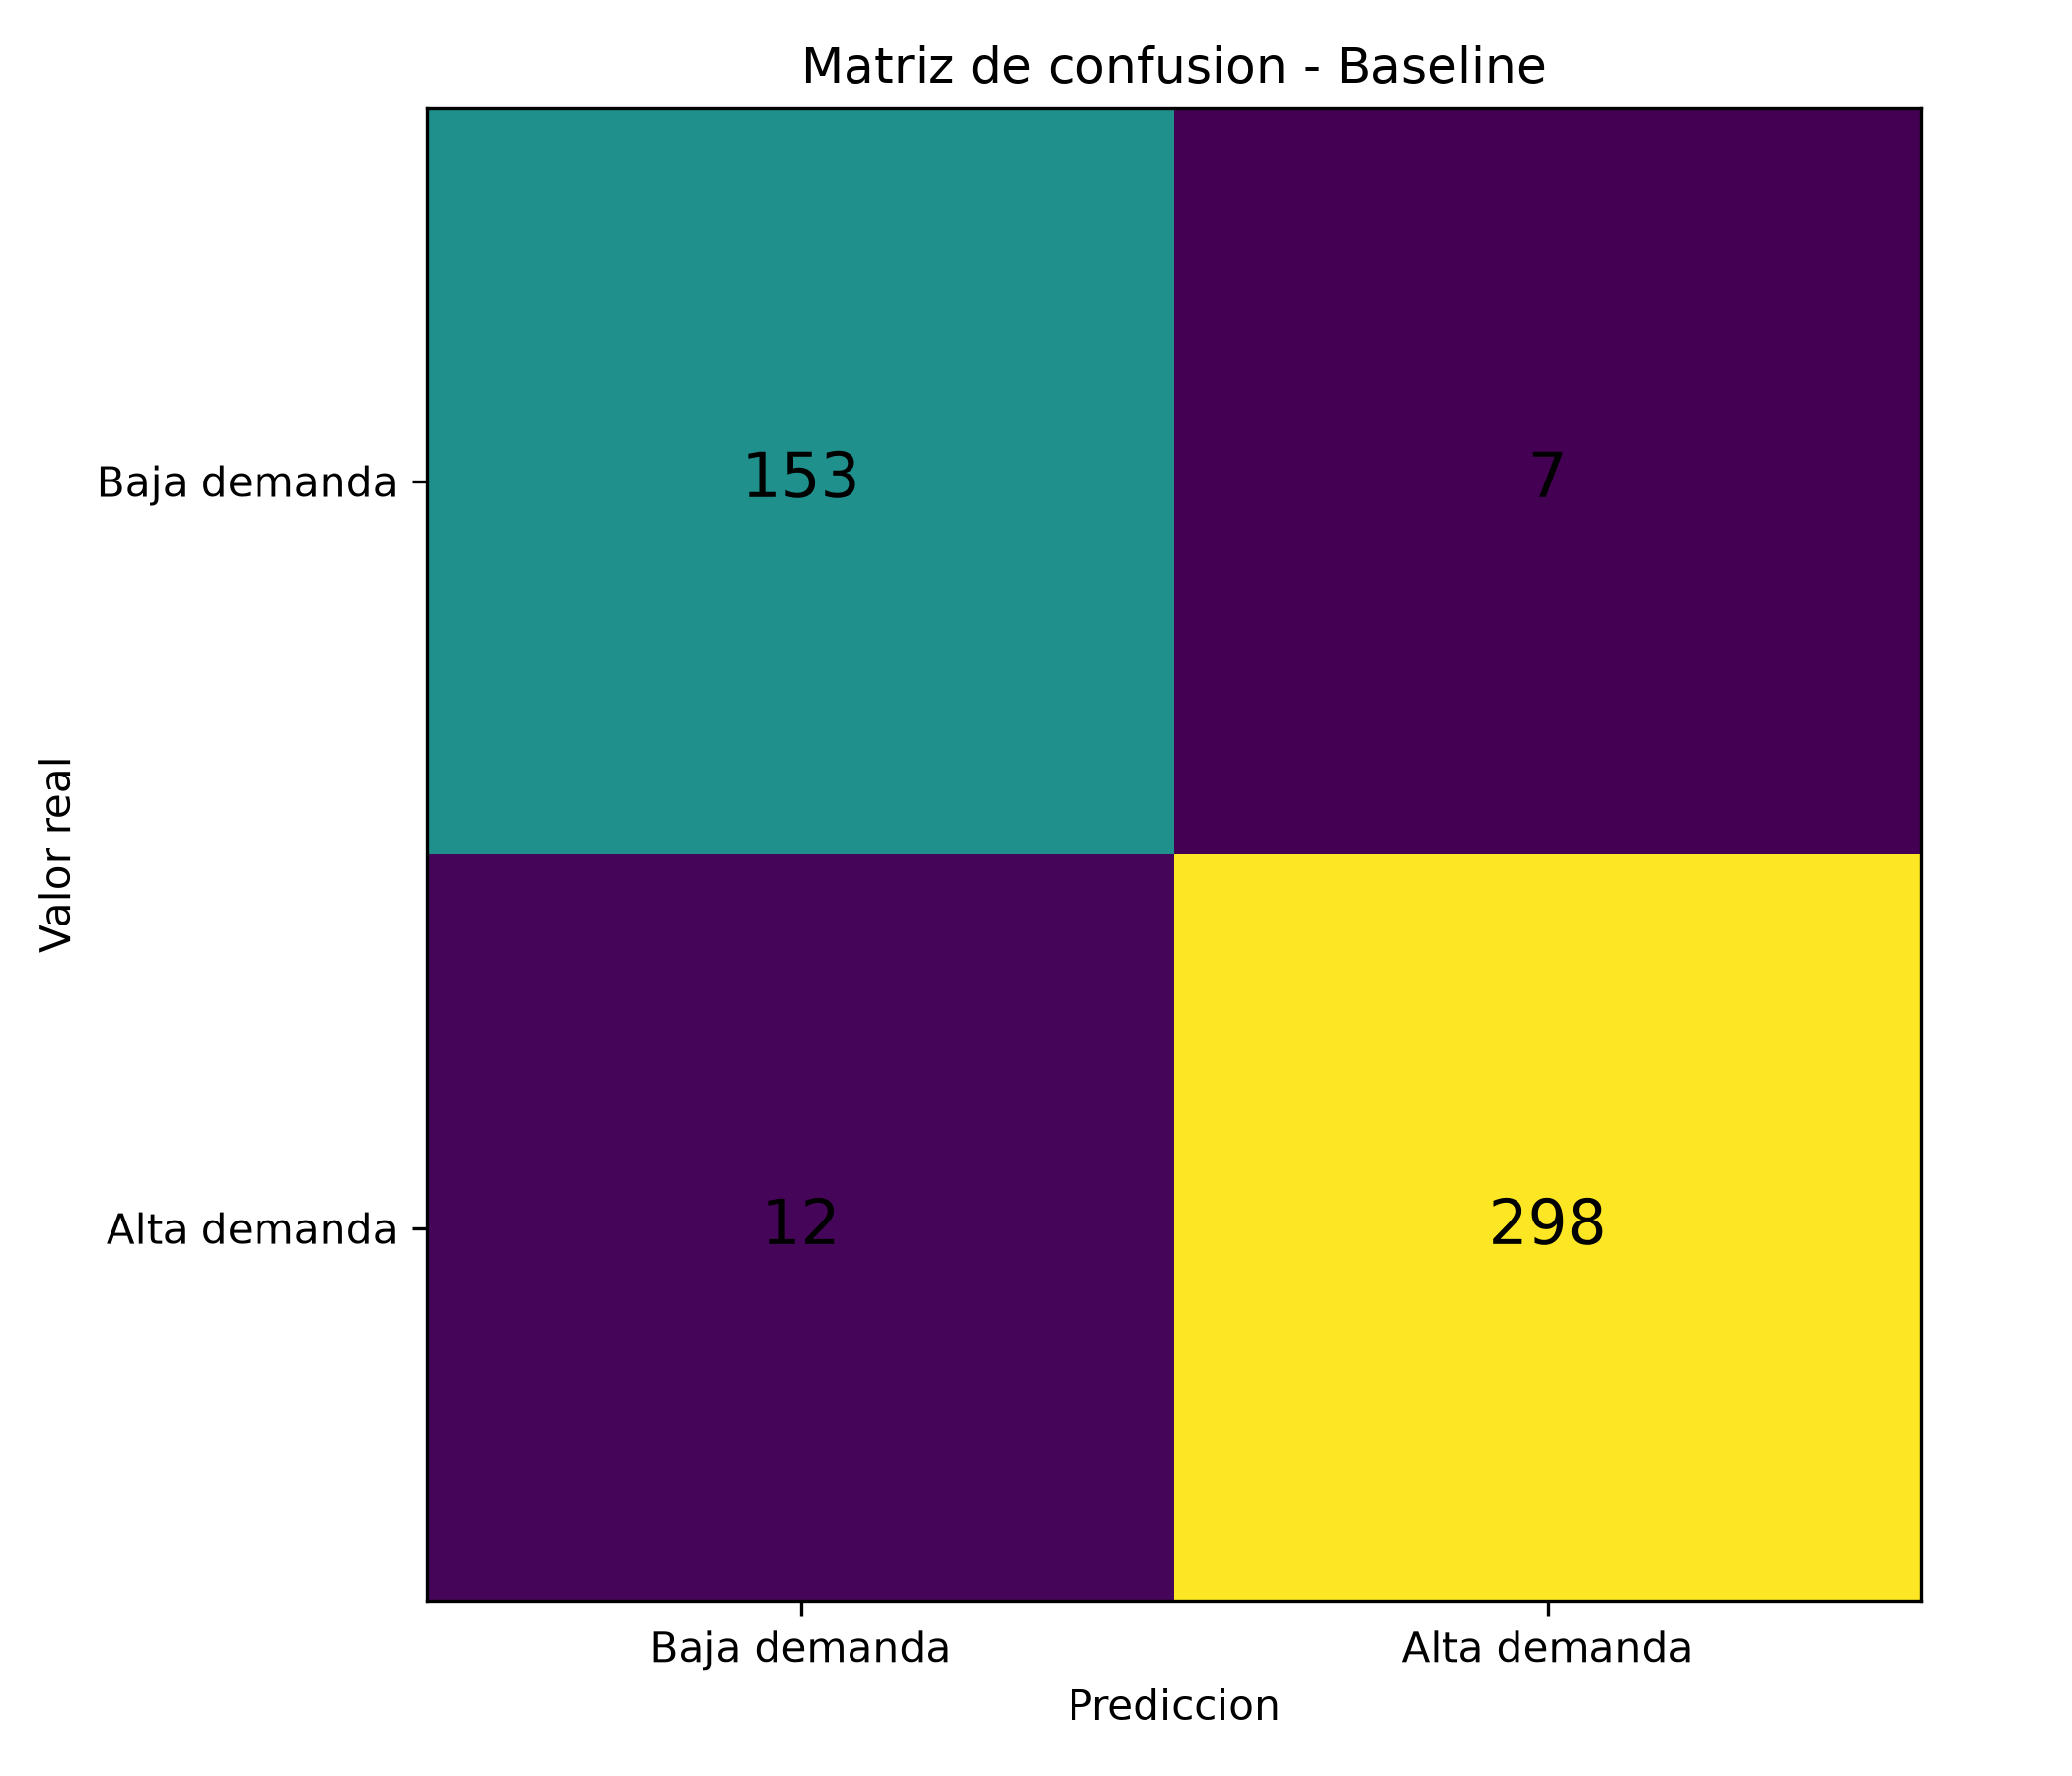 Matriz de confusion - Baseline
Baja demanda
153
7
Valor real
Alta demanda
12
298
Baja demanda
Alta demanda
Prediccion